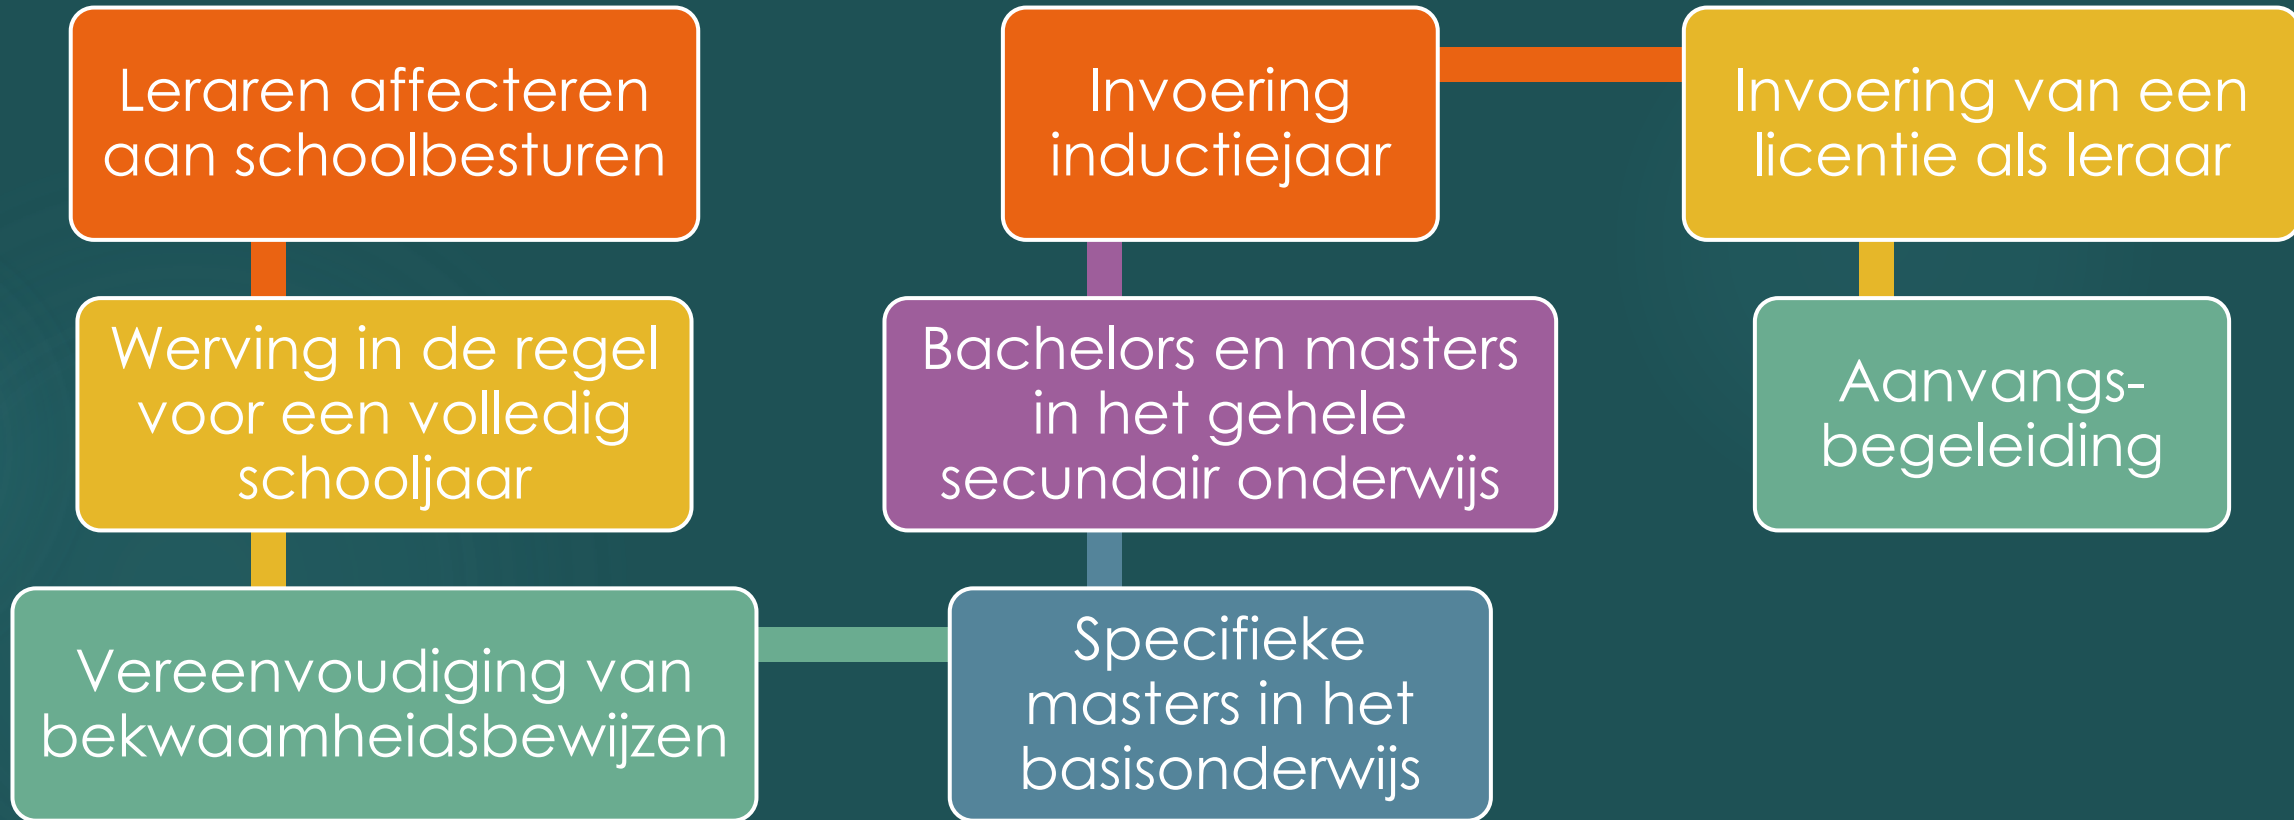 Leraren affecteren
aan schoolbesturen
Werving in de regel
voor een volledig
schooljaar
Vereenvoudiging van
bekwaamheidsbewijzen
Specifieke
masters in het
basisonderwijs
Bachelors en masters
in het gehele
secundair onderwijs
Invoering
inductiejaar
Invoering van een
licentie als leraar
Aanvangs-
begeleiding